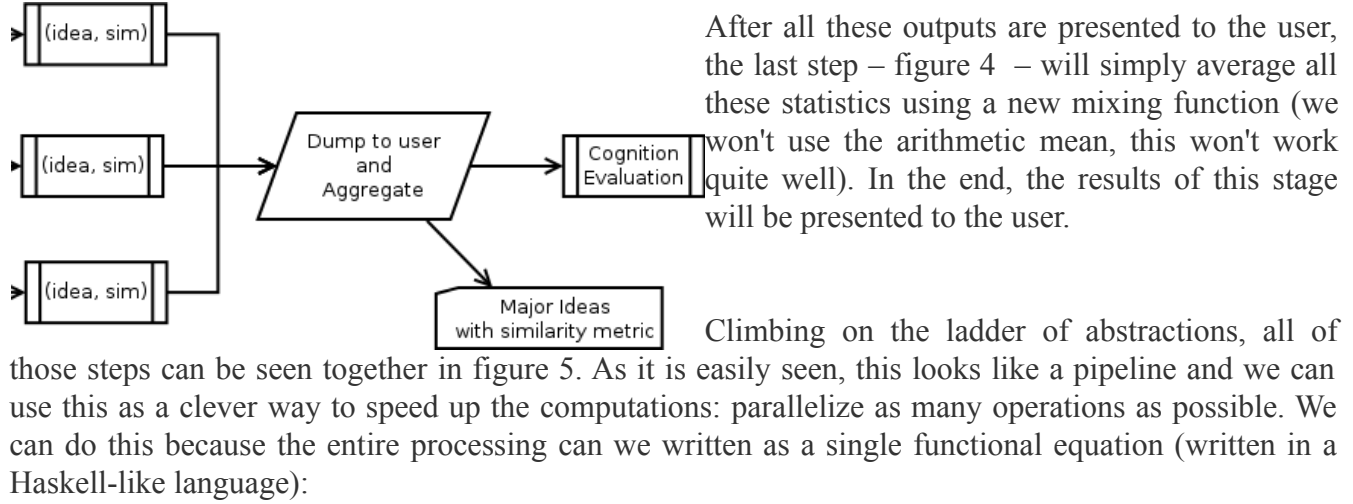 (idea, sim)
(idea, sim)
(idea, sim)
Dump to user
and
Aggregate
Cognition
Evaluation
Major Ideas
with similarity metric
After all these outputs are presented to the user,
the last step – figure 4 – will simply average all
these statistics using a new mixing function (we
won't use the arithmetic mean, this won't work
quite well). In the end, the results of this stage
will be presented to the user.
Climbing on the ladder of abstractions, all of
those steps can be seen together in figure 5. As it is easily seen, this looks like a pipeline and we can
use this as a clever way to speed up the computations: parallelize as many operations as possible. We
can do this because the entire processing can we written as a single functional equation (written in a
Haskell-like language):